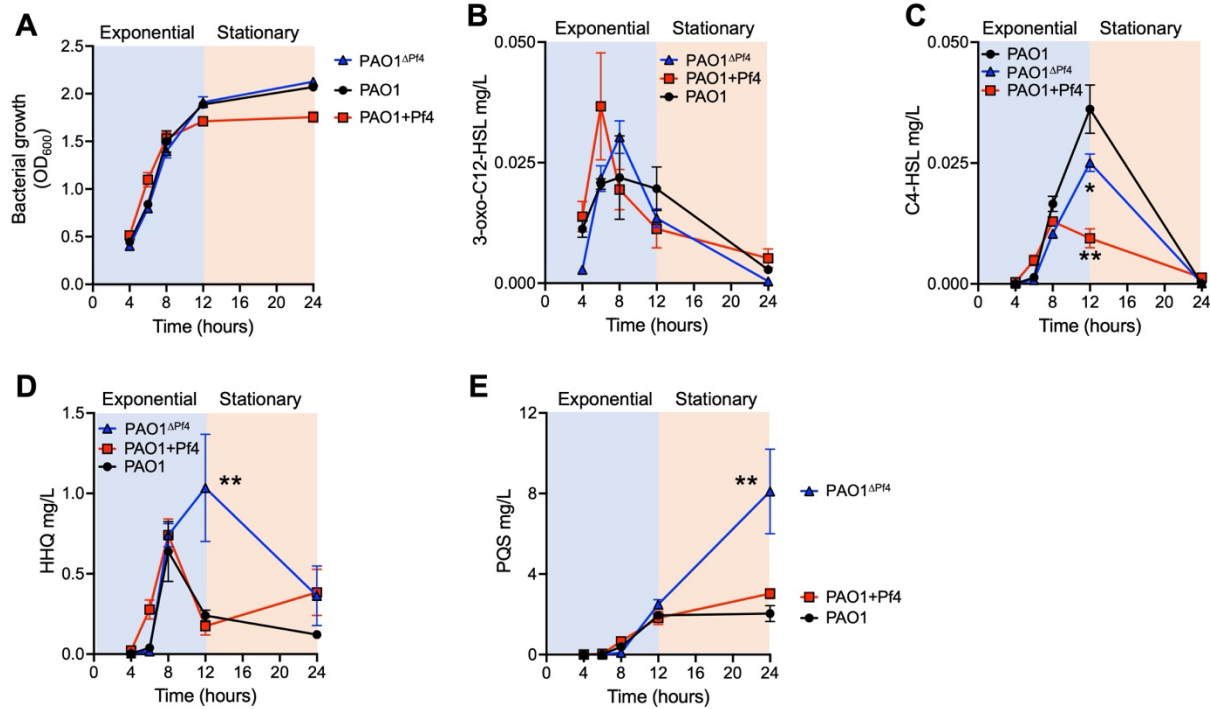 A
Exponential Stationary
2.5
2.0
1.5
1.0
0.5
0.0
Bacterial growth
(OD600)
0 4 8 12 16 20 24
Time (hours)
PAO1ΔPf4
PAO1
PAO1+Pf4
B
Exponential Stationary
0.050
0.025
0.000
3-oxo-C12-HSL mg/L
PAO1ΔPf4
PAO1+Pf4
PAO1
0 4 8 12 16 20 24
Time (hours)
C
Exponential Stationary
0.050
0.025
0.000
C4-HSL mg/L
PAO1
PAO1ΔPf4
PAO1+Pf4
*
**
0 4 8 12 16 20 24
Time (hours)
D
Exponential Stationary
1.5
1.0
0.5
0.0
HHQ mg/L
PAO1ΔPf4
PAO1+Pf4
PAO1
**
0 4 8 12 16 20 24
Time (hours)
E
Exponential Stationary
12
8
4
0
PQS mg/L
**
0 4 8 12 16 20 24
Time (hours)
PAO1ΔPf4
PAO1+Pf4
PAO1